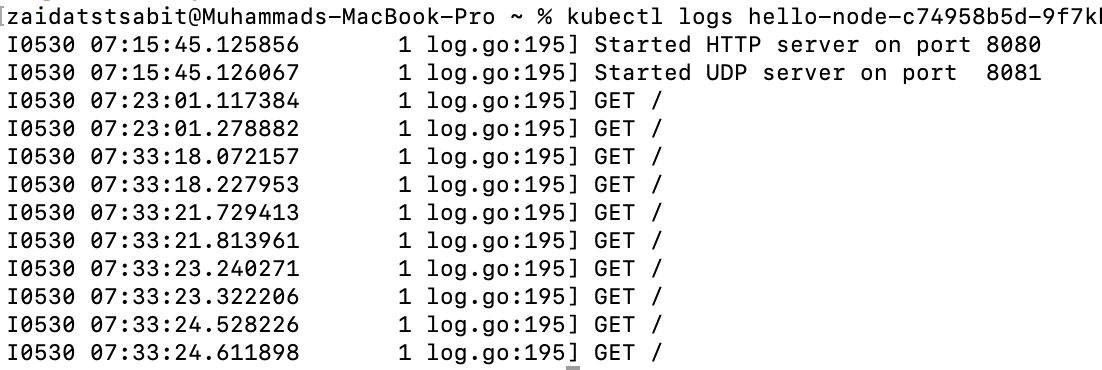 [zaidatstsabit@Muhammads-MacBook-Pro ~ % kubectl logs hello-node-c74958b5d-9f7kl
I0530 07:15:45.125856       1 log.go:195] Started HTTP server on port 8080
I0530 07:15:45.126067       1 log.go:195] Started UDP server on port  8081
I0530 07:23:01.117384       1 log.go:195] GET /
I0530 07:23:01.278882       1 log.go:195] GET /
I0530 07:33:18.072157       1 log.go:195] GET /
I0530 07:33:18.227953       1 log.go:195] GET /
I0530 07:33:21.729413       1 log.go:195] GET /
I0530 07:33:21.813961       1 log.go:195] GET /
I0530 07:33:23.240271       1 log.go:195] GET /
I0530 07:33:23.322206       1 log.go:195] GET /
I0530 07:33:24.528226       1 log.go:195] GET /
I0530 07:33:24.611898       1 log.go:195] GET /